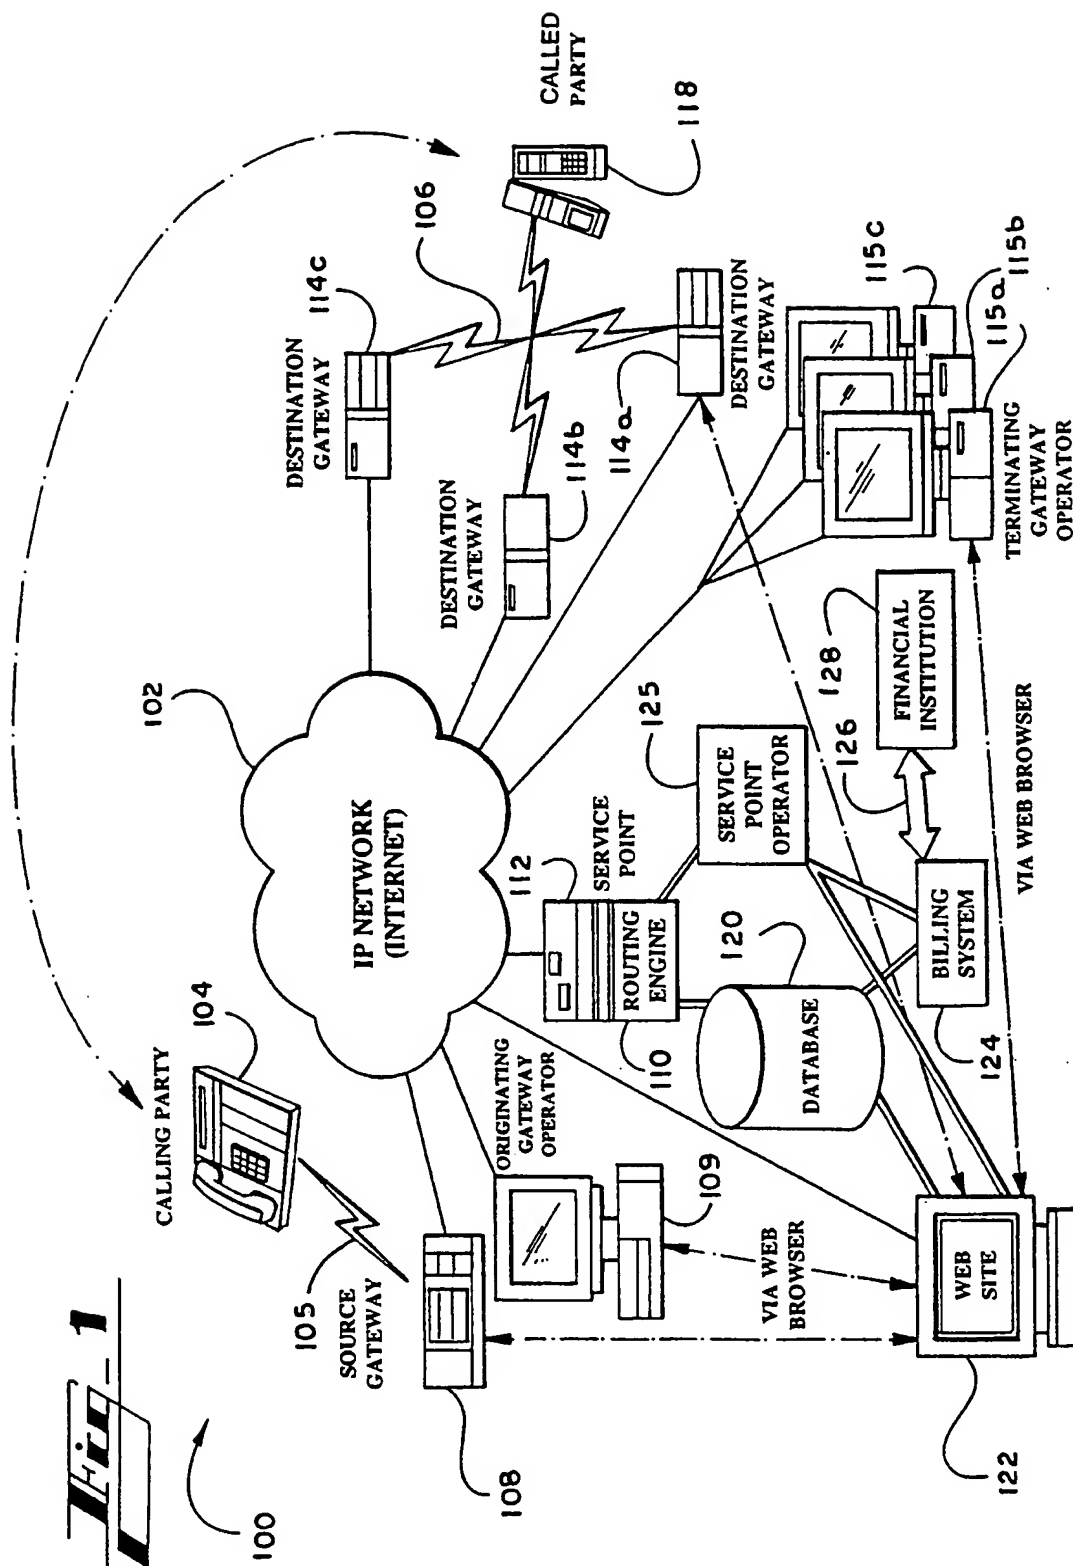 Fig. 1
100
CALLING PARTY
104
105
SOURCE
GATEWAY
108
102
IP NETWORK
(INTERNET)
ORIGINATING
GATEWAY
OPERATOR
109
VIA WEB
BROWSER
WEB
SITE
122
112
SERVICE
POINT
ROUTING
ENGINE
110
120
DATABASE
125
SERVICE
POINT
OPERATOR
BILLING
SYSTEM
124
126
128
FINANCIAL
INSTITUTION
VIA WEB BROWSER
DESTINATION
GATEWAY
114c
DESTINATION
GATEWAY
114b
106
114a
DESTINATION
GATEWAY
CALLED
PARTY
118
115c
115b
115a
TERMINATING
GATEWAY
OPERATOR